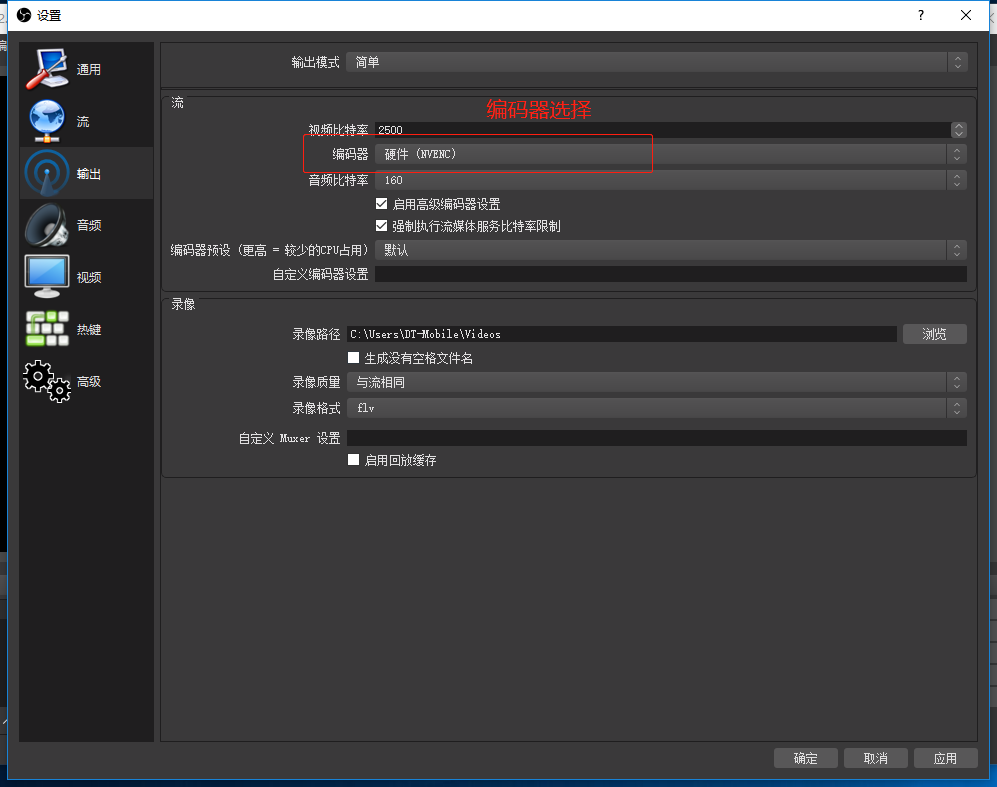 设置
?
通用
流
输出
音频
视频
热键
高级
输出模式 简单
流
编码器选择
视频比特率 2500
编码器 硬件 (NVENC)
音频比特率 160
启用高级编码器设置
强制执行流媒体服务比特率限制
编码器预设 (更高 = 较少的CPU占用) 默认
自定义编码器设置
录像
录像路径 C:\Users\DT-Mobile\Videos 浏览
生成没有空格文件名
录像质量 与流相同
录像格式 flv
自定义 Muxer 设置
启用回放缓存
确定 取消 应用